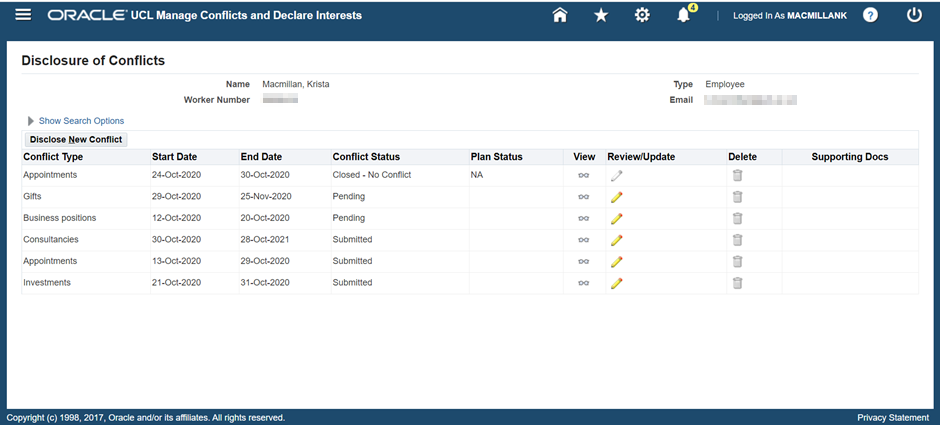 ORACLE UCL Manage Conflicts and Declare Interests 4 Logged In As MACMILLANK ?
Disclosure of Conflicts
Name Macmillan, Krista Type Employee
Worker Number Email
Show Search Options
Disclose New Conflict
Conflict Type Start Date End Date Conflict Status Plan Status View Review/Update Delete Supporting Docs
Appointments 24-Oct-2020 30-Oct-2020 Closed - No Conflict NA
Gifts 29-Oct-2020 25-Nov-2020 Pending
Business positions 12-Oct-2020 20-Oct-2020 Pending
Consultancies 30-Oct-2020 28-Oct-2021 Submitted
Appointments 13-Oct-2020 29-Oct-2020 Submitted
Investments 21-Oct-2020 31-Oct-2020 Submitted
Copyright (c) 1998, 2017, Oracle and/or its affiliates. All rights reserved. Privacy Statement